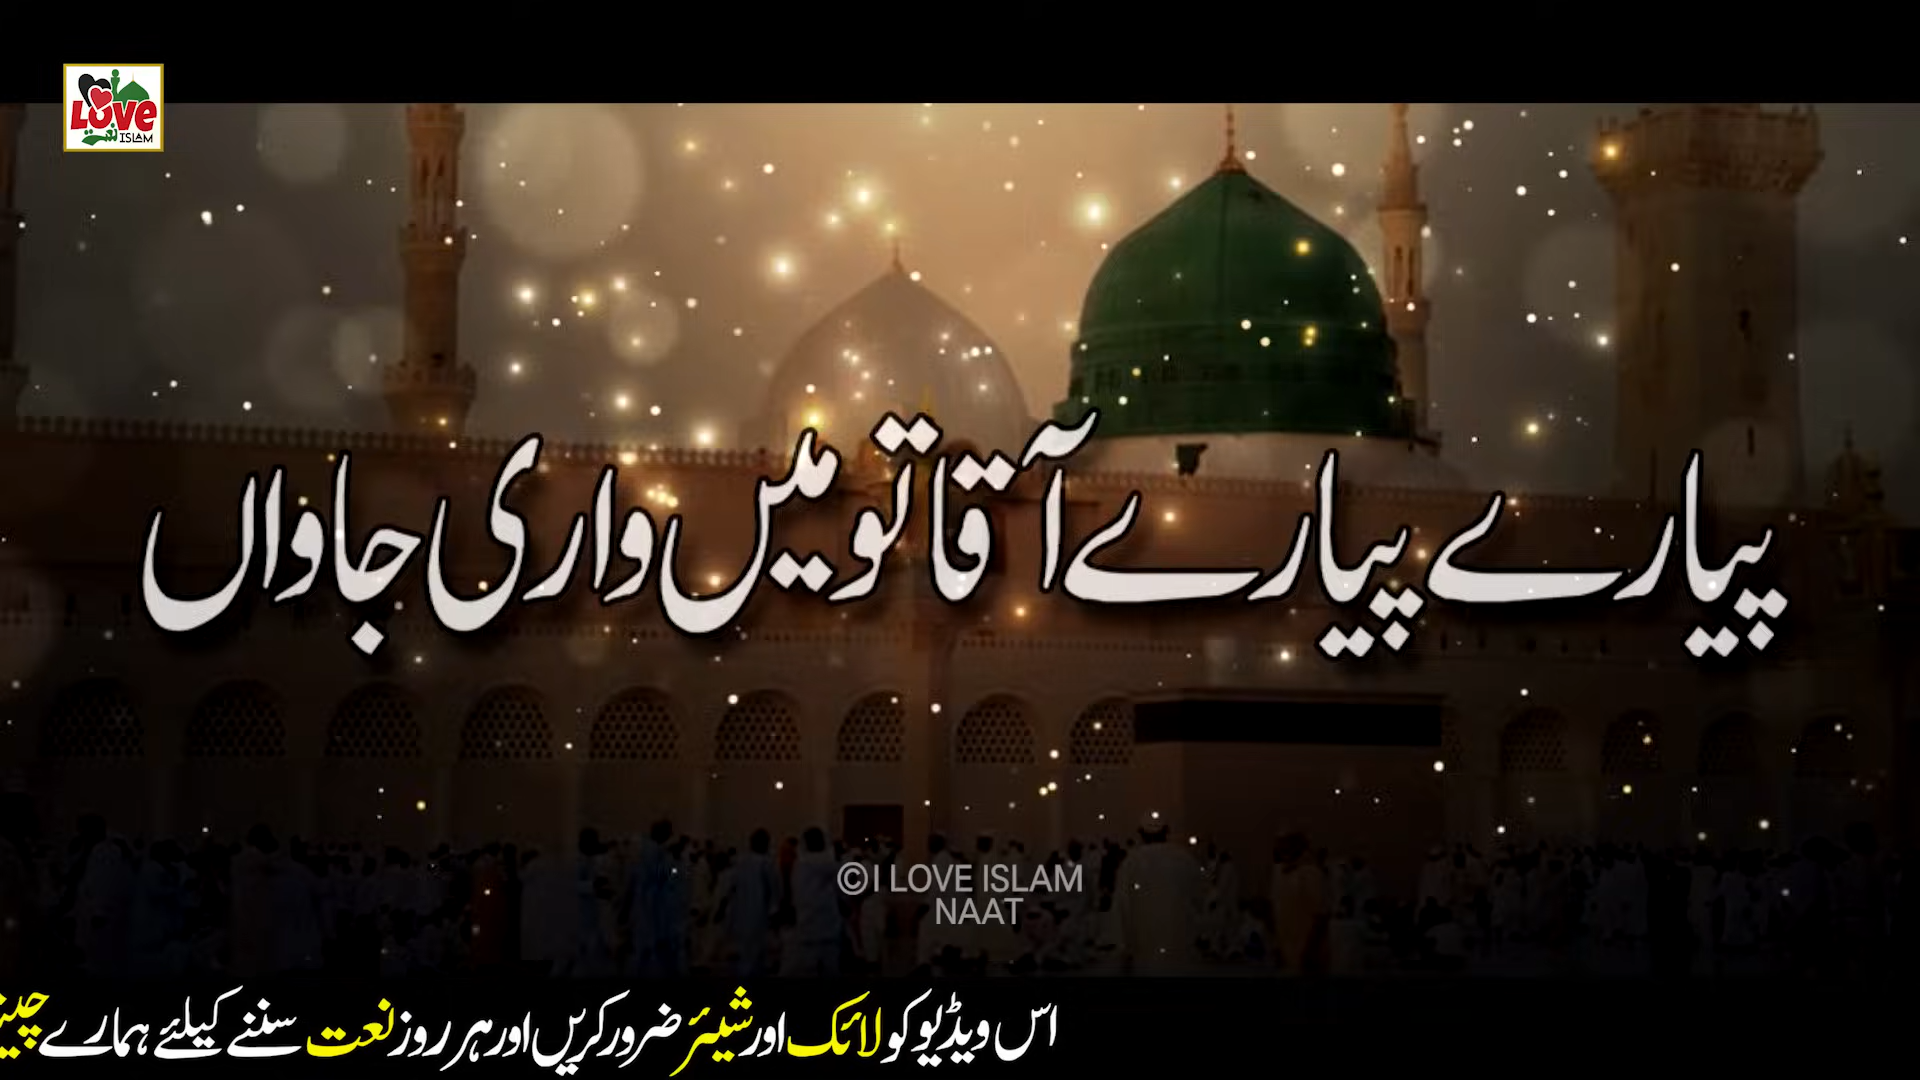 Love
نعت
ISLAM
پیارے پیارے آقا تو میں واری جاواں
©I LOVE ISLAM
NAAT
اس ویڈیو کو لائک اور شیئر ضرور کریں اور ہر روز نعت سننے کیلئے ہمارے